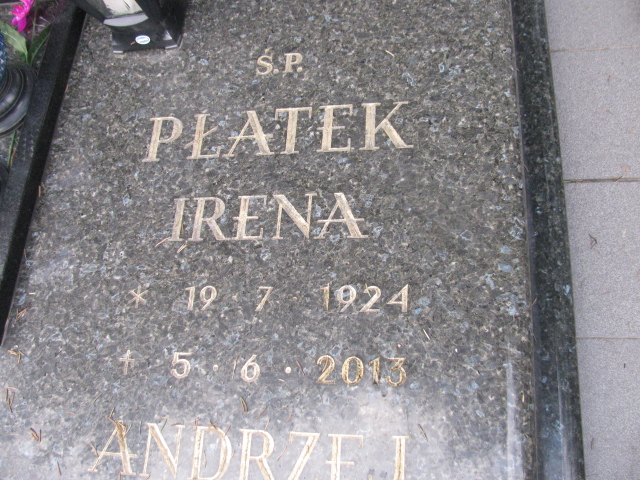 Ś.P.
PŁATEK
IRENA
* 19 7 · 1924
† 5 · 6 · 2013
ANDRZEJ